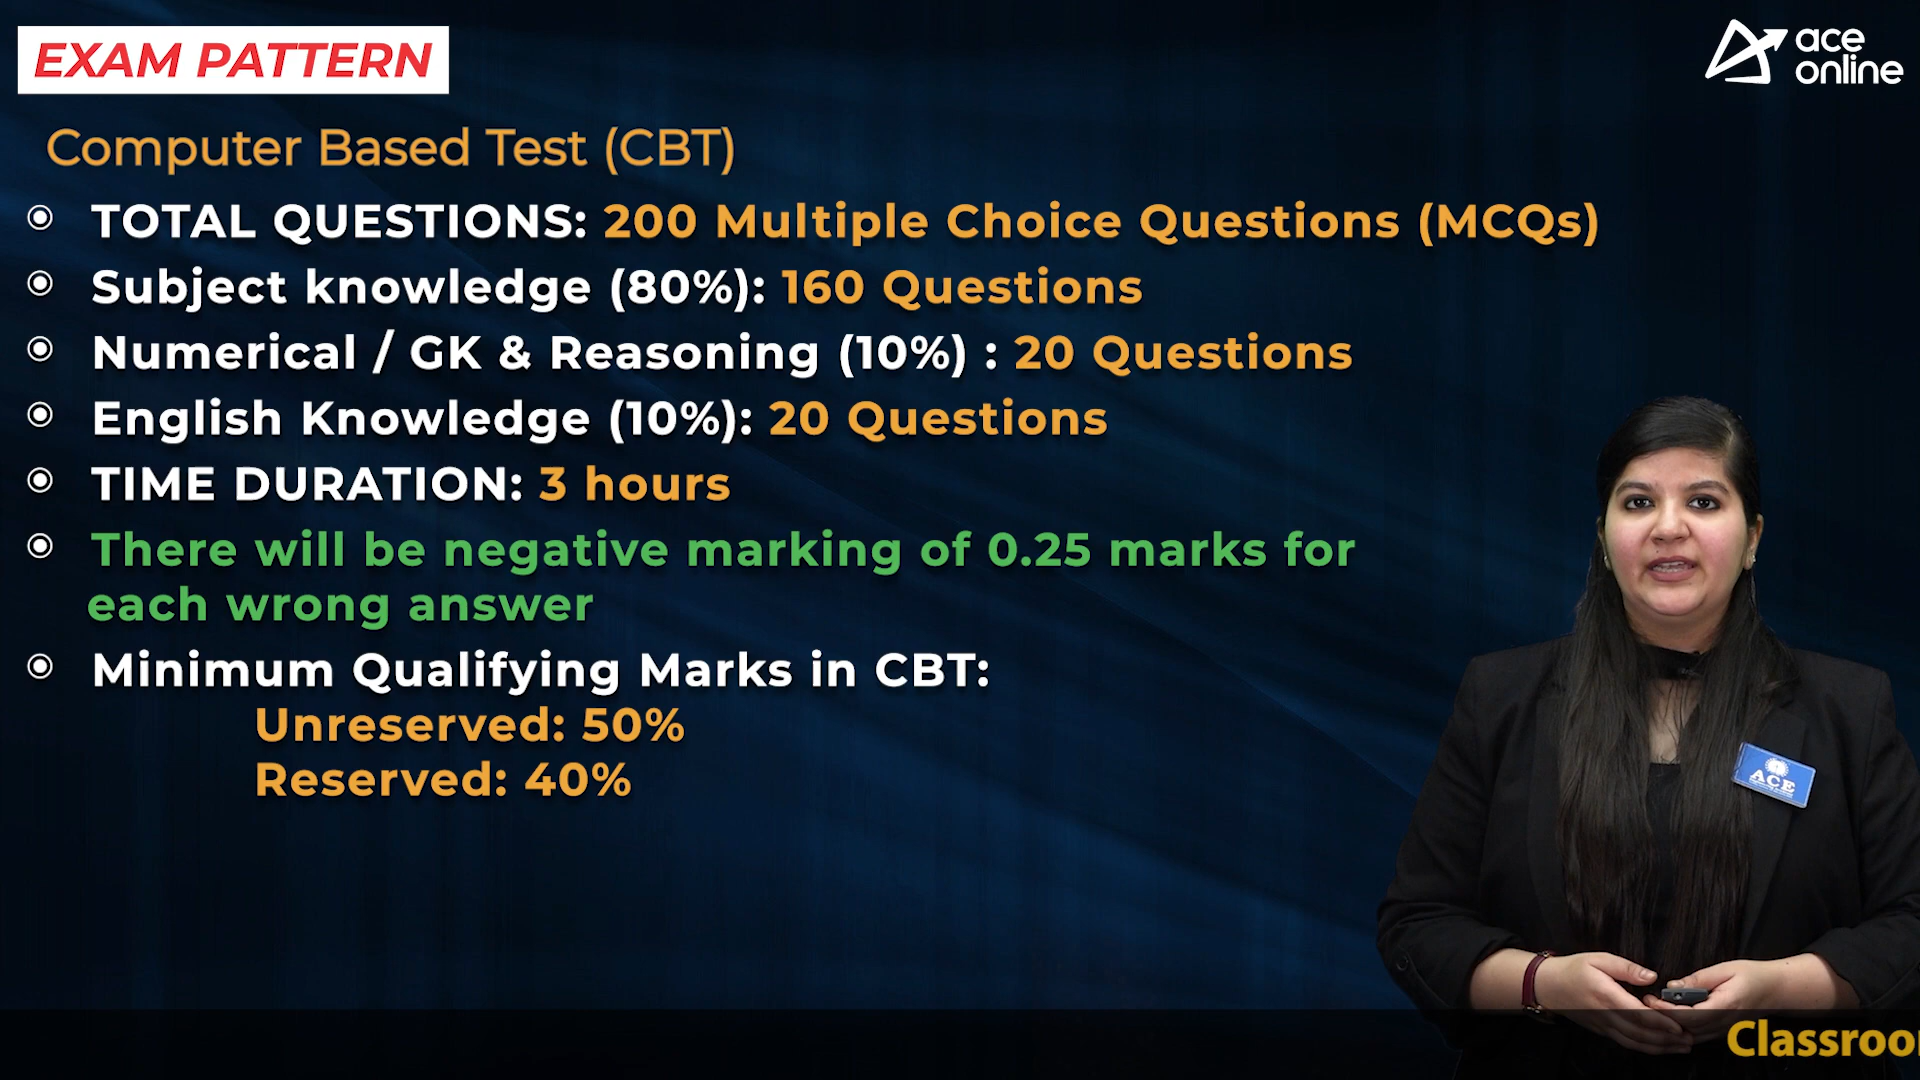 EXAM PATTERN
ace
online
Computer Based Test (CBT)
TOTAL QUESTIONS: 200 Multiple Choice Questions (MCQs)
Subject knowledge (80%): 160 Questions
Numerical / GK & Reasoning (10%) : 20 Questions
English Knowledge (10%): 20 Questions
TIME DURATION: 3 hours
There will be negative marking of 0.25 marks for
each wrong answer
Minimum Qualifying Marks in CBT:
Unreserved: 50%
Reserved: 40%
ACE